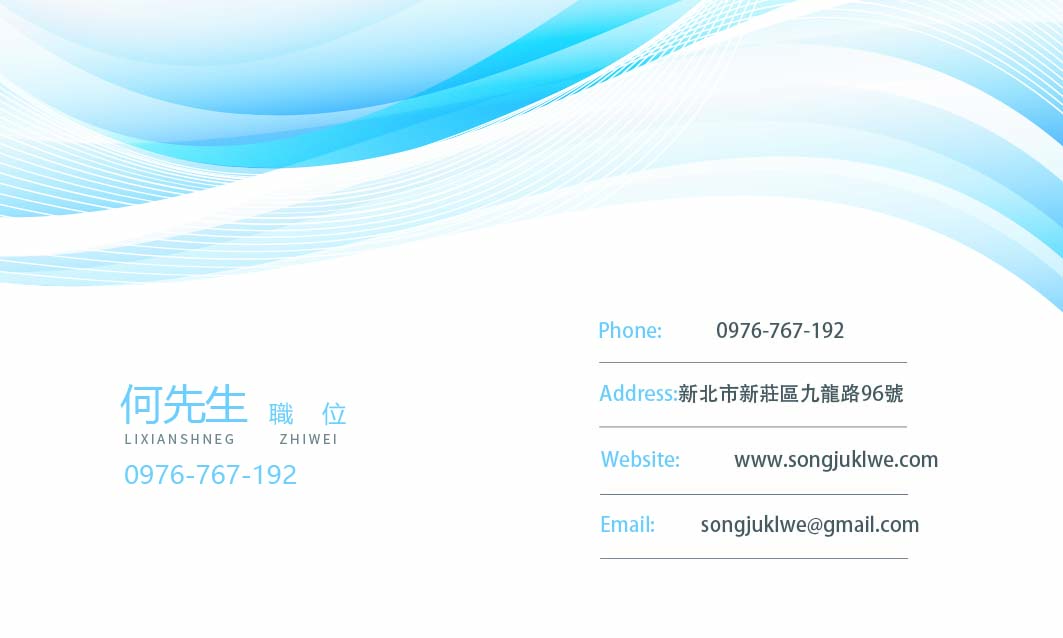 何先生 職 位
LIXIANSHNEG ZHIWEI
0976-767-192
Phone: 0976-767-192
Address:新北市新莊區九龍路96號
Website: www.songjuklwe.com
Email: songjuklwe@gmail.com